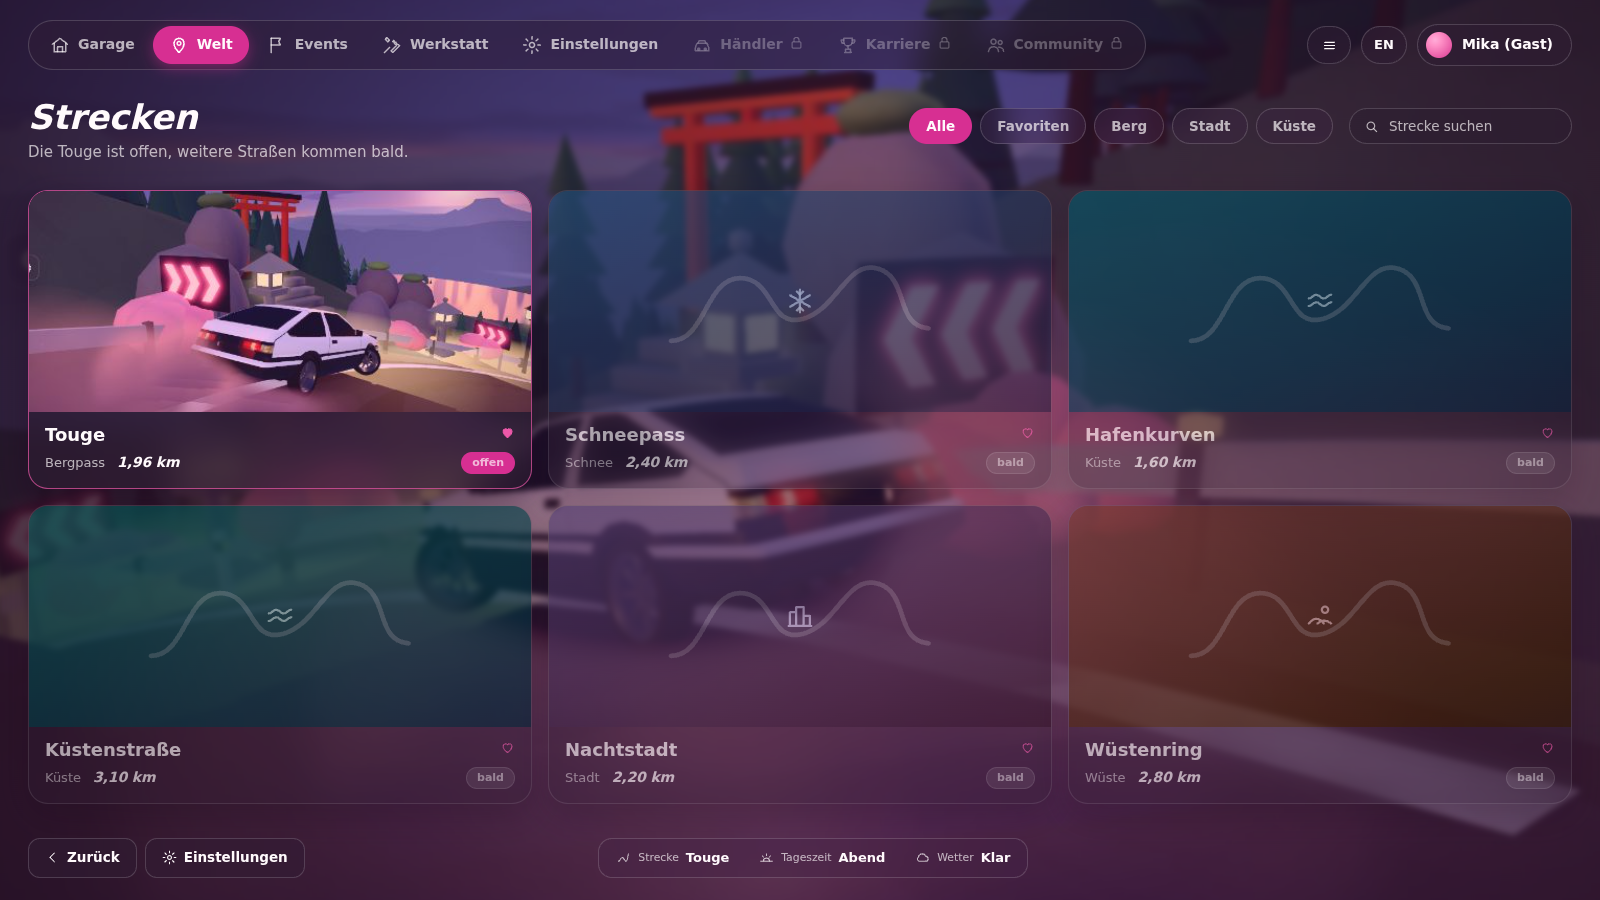 Garage
Welt
Events
Werkstatt
Einstellungen
Händler
Karriere
Community
EN
Mika (Gast)
Strecken
Die Touge ist offen, weitere Straßen kommen bald.
Alle
Favoriten
Berg
Stadt
Küste
Strecke suchen
Touge
Bergpass 1,96 km
offen
Schneepass
Schnee 2,40 km
bald
Hafenkurven
Küste 1,60 km
bald
Küstenstraße
Küste 3,10 km
bald
Nachtstadt
Stadt 2,20 km
bald
Wüstenring
Wüste 2,80 km
bald
Zurück
Einstellungen
Strecke Touge
Tageszeit Abend
Wetter Klar